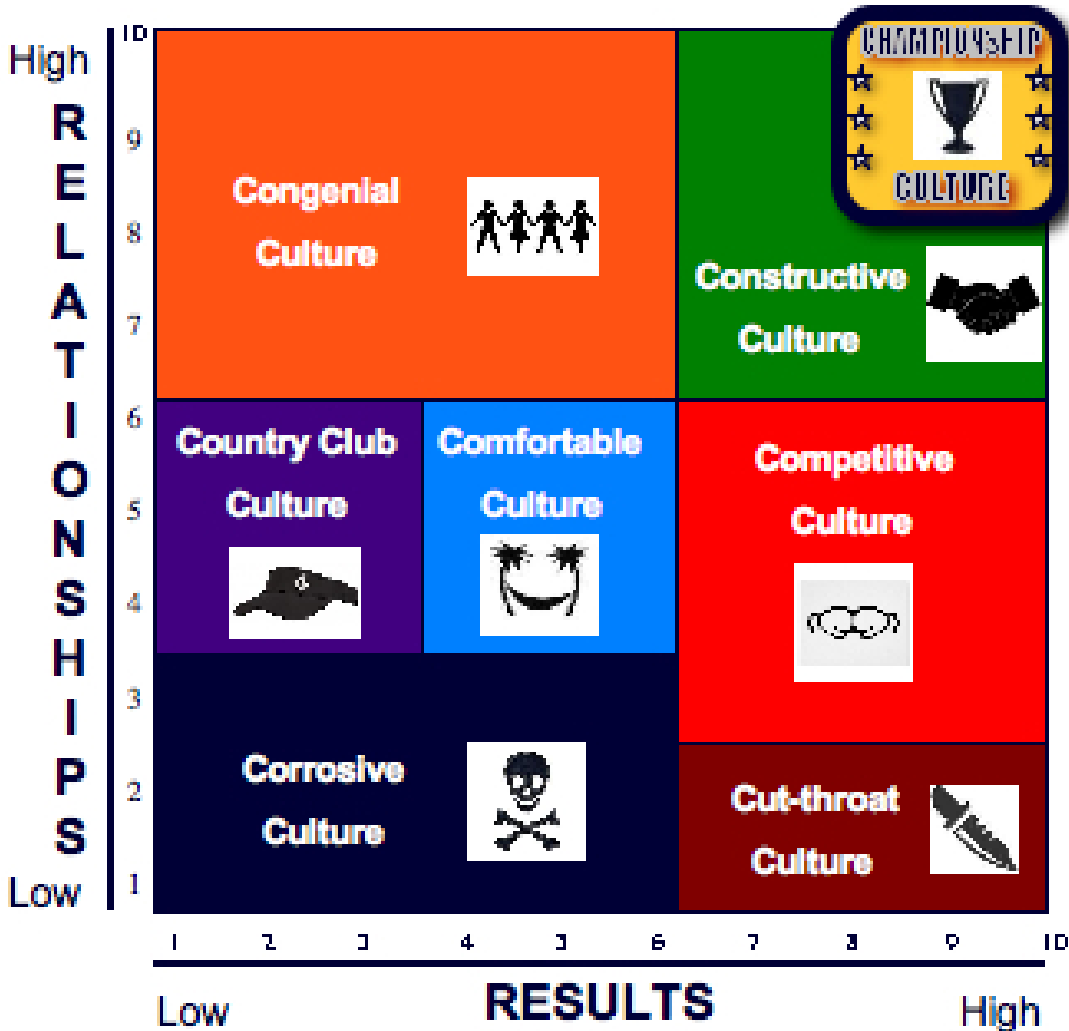 High
RELATIONSHIPS
Low
10
9
8
7
6
5
4
3
2
1
CHAMPIONSHIP
CULTURE
Congenial
Culture
Constructive
Culture
Country Club
Culture
Comfortable
Culture
Competitive
Culture
Corrosive
Culture
Cut-throat
Culture
1 2 3 4 5 6 7 8 9 10
Low RESULTS High